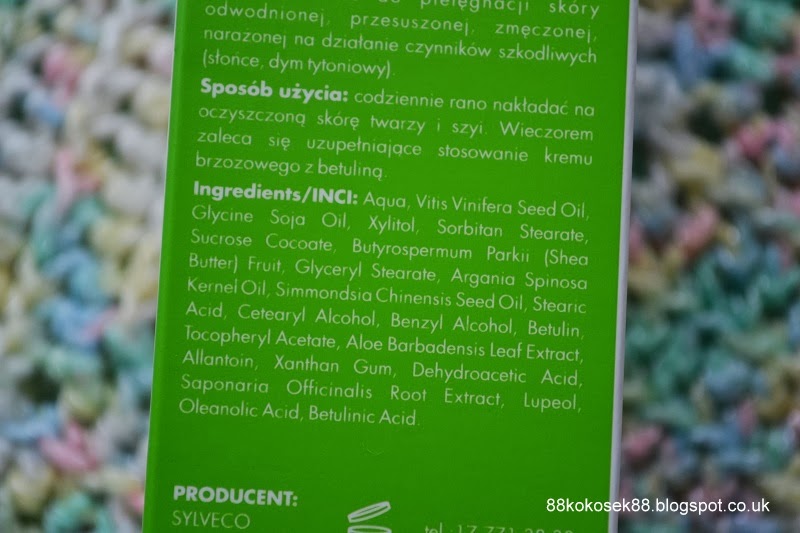 pielęgnacji skóry
odwodnionej, przesuszonej, zmęczonej,
narażonej na działanie czynników szkodliwych
(słońce, dym tytoniowy).
Sposób użycia: codziennie rano nakładać na
oczyszczoną skórę twarzy i szyi. Wieczorem
zaleca się uzupełniające stosowanie kremu
brzozowego z betuliną.
Ingredients/INCI: Aqua, Vitis Vinifera Seed Oil,
Glycine Soja Oil, Xylitol, Sorbitan Stearate,
Sucrose Cocoate, Butyrospermum Parkii (Shea
Butter) Fruit, Glyceryl Stearate, Argania Spinosa
Kernel Oil, Simmondsia Chinensis Seed Oil, Stearic
Acid, Cetearyl Alcohol, Benzyl Alcohol, Betulin,
Tocopheryl Acetate, Aloe Barbadensis Leaf Extract,
Allantoin, Xanthan Gum, Dehydroacetic Acid,
Saponaria Officinalis Root Extract, Lupeol,
Oleanolic Acid, Betulinic Acid.
PRODUCENT:
SYLVECO
tel
88kokosek88.blogspot.co.uk